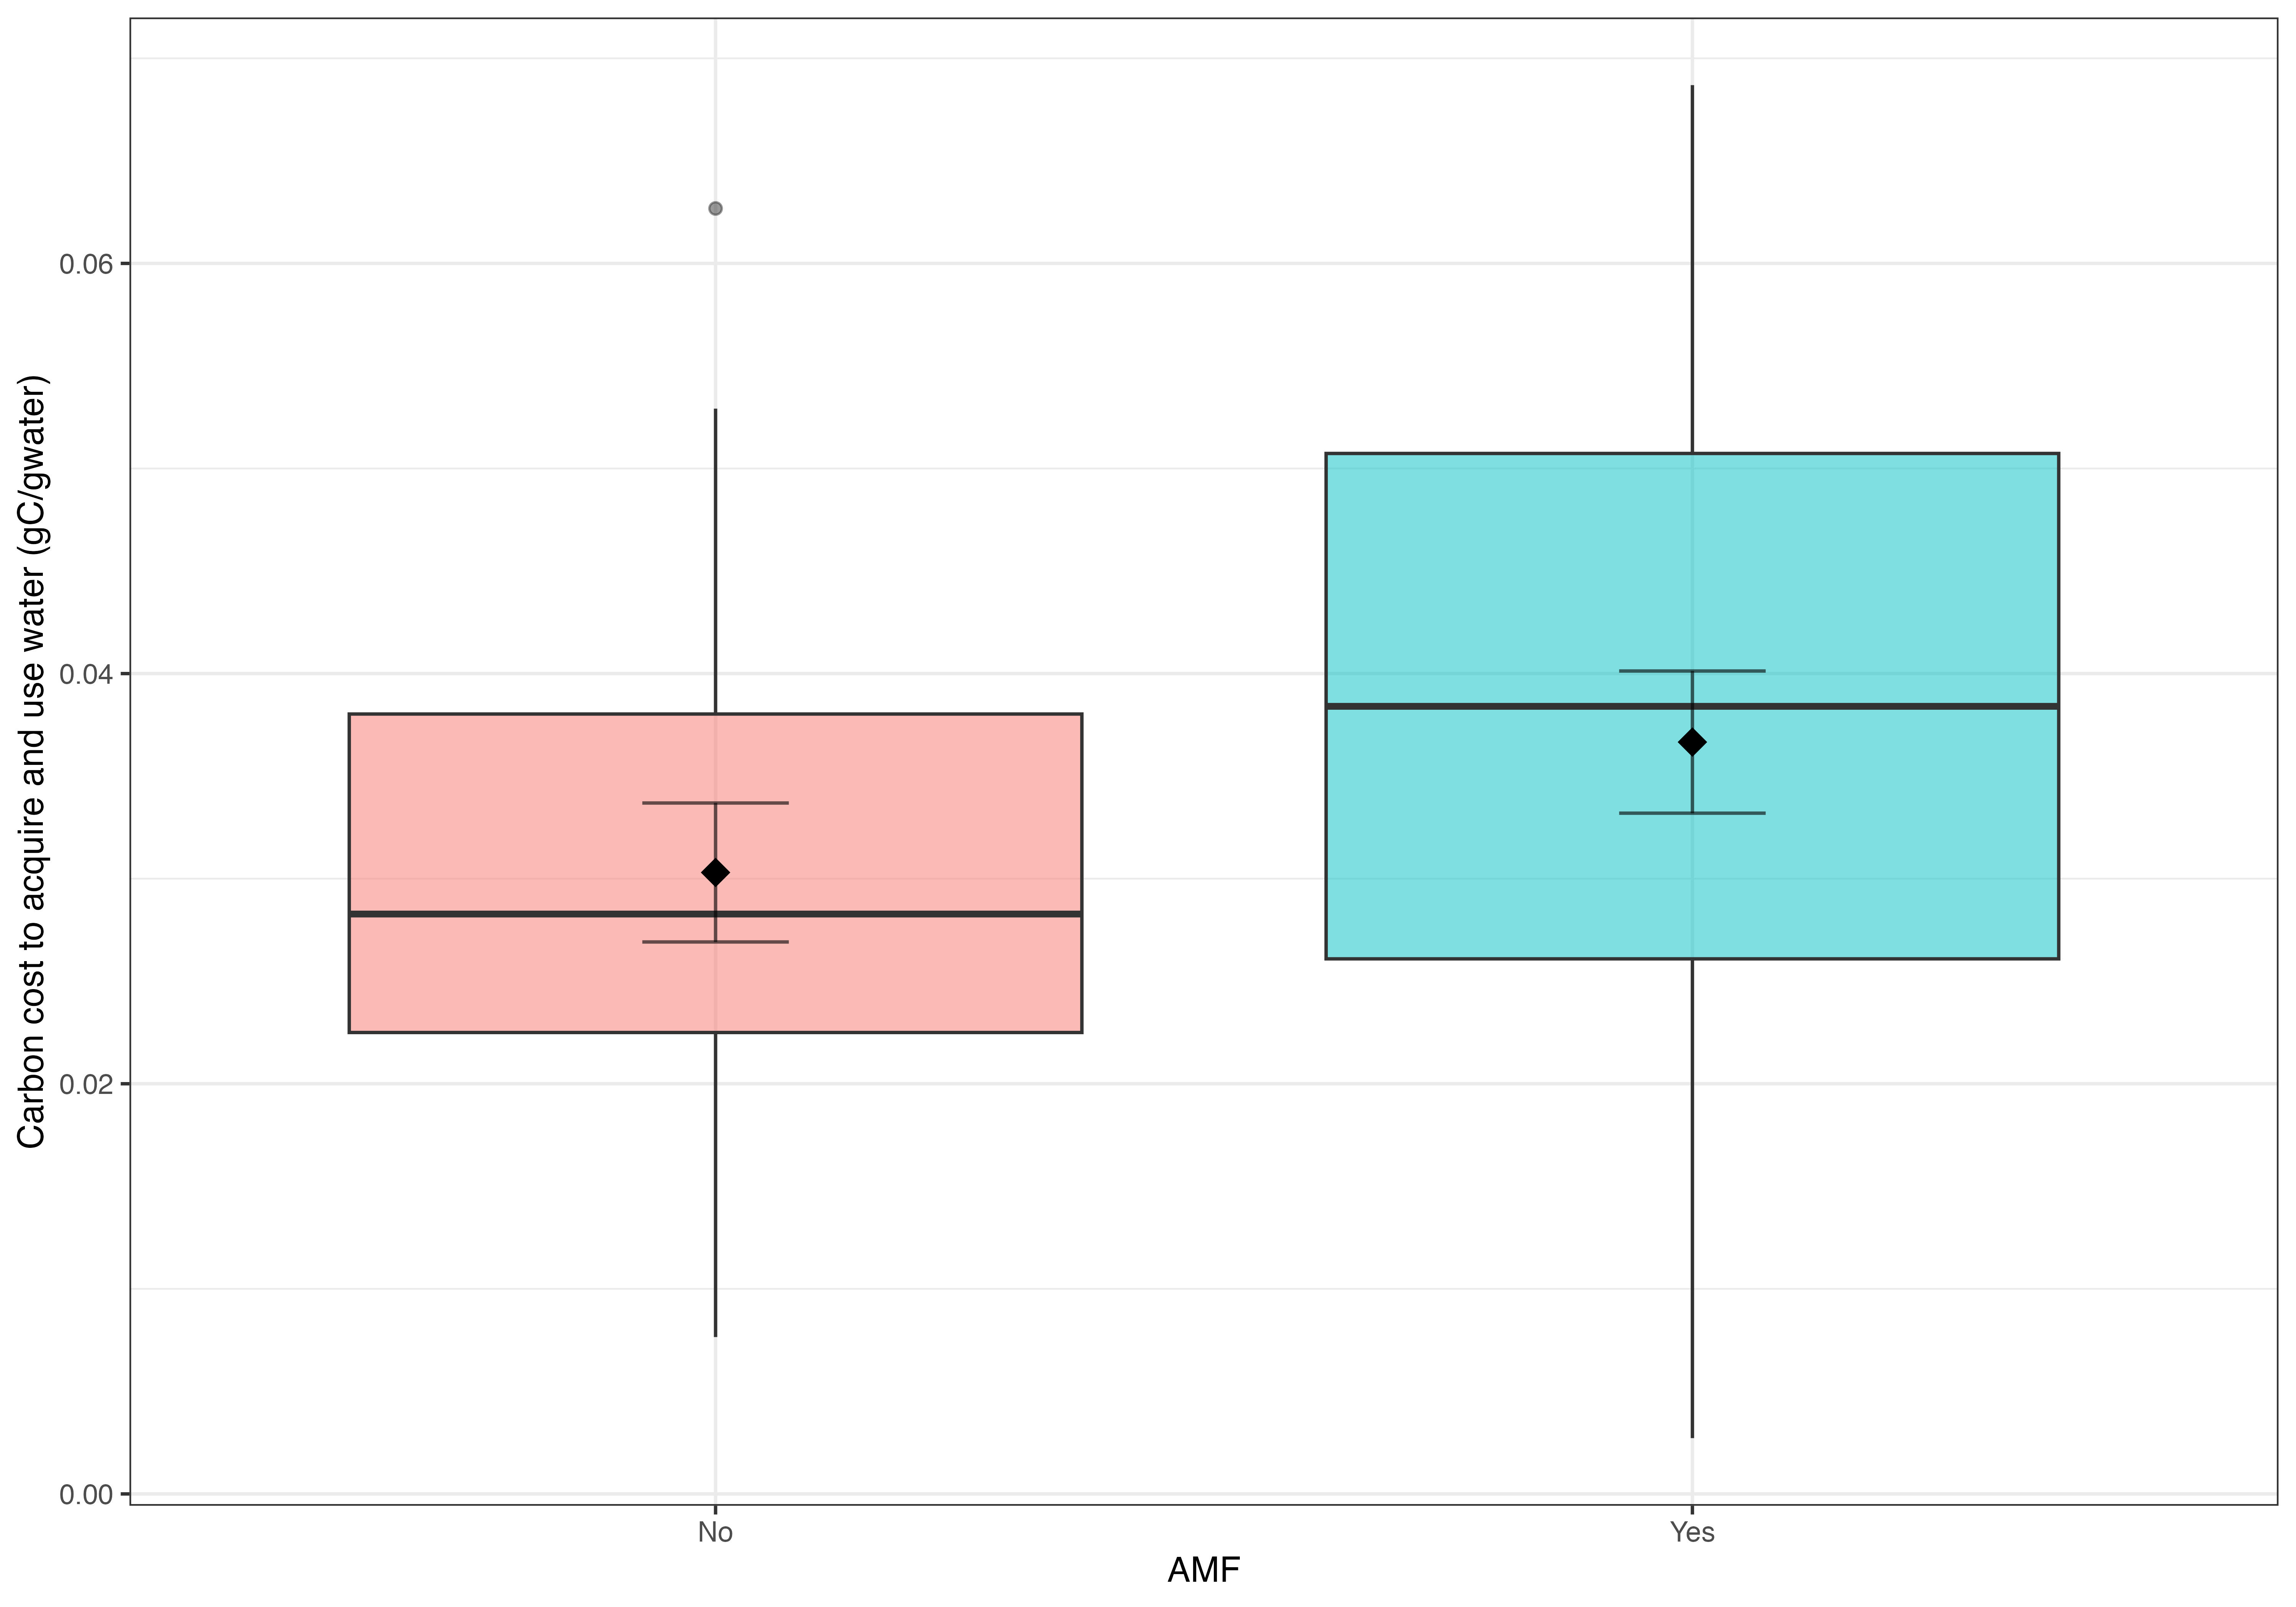 Carbon cost to acquire and use water (gC/gwater)
0.06
0.04
0.02
0.00
No
Yes
AMF